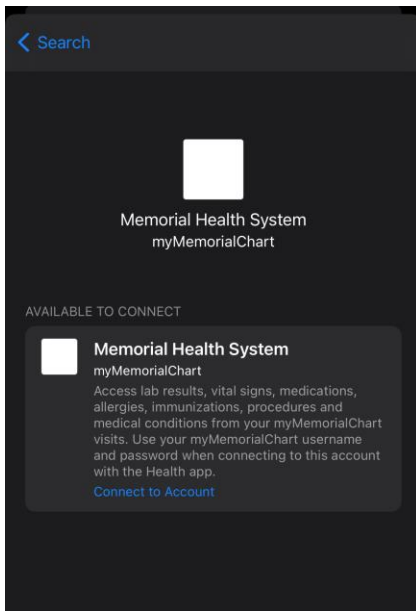 Search
Memorial Health System
myMemorialChart
AVAILABLE TO CONNECT
Memorial Health System
myMemorialChart
Access lab results, vital signs, medications,
allergies, immunizations, procedures and
medical conditions from your myMemorialChart
visits. Use your myMemorialChart username
and password when connecting to this account
with the Health app.
Connect to Account